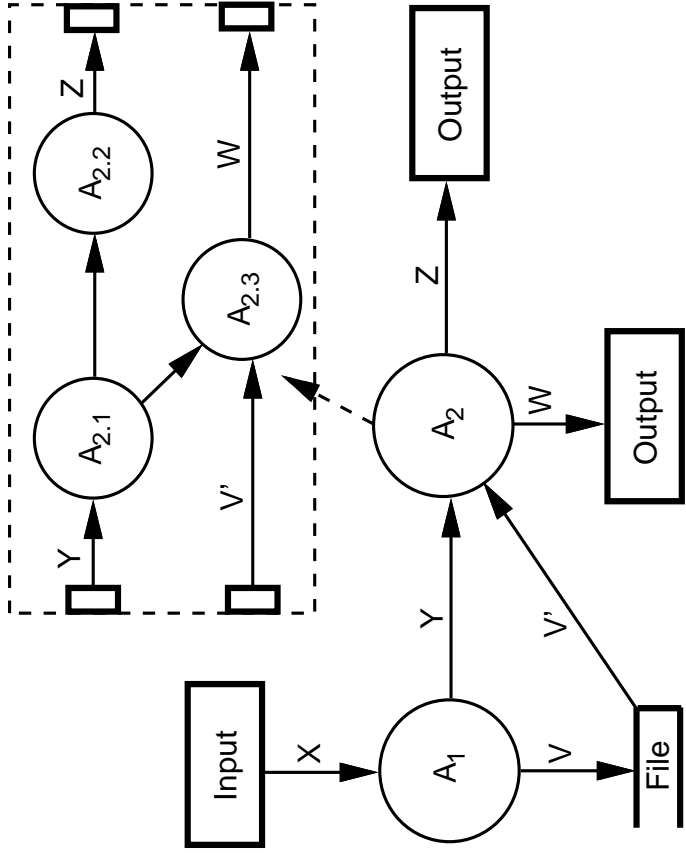 Y
Z
A2.1
A2.2
Input
V'
W
A2.3
X
Y
Z
A1
A2
Output
V
V'
W
File
Output